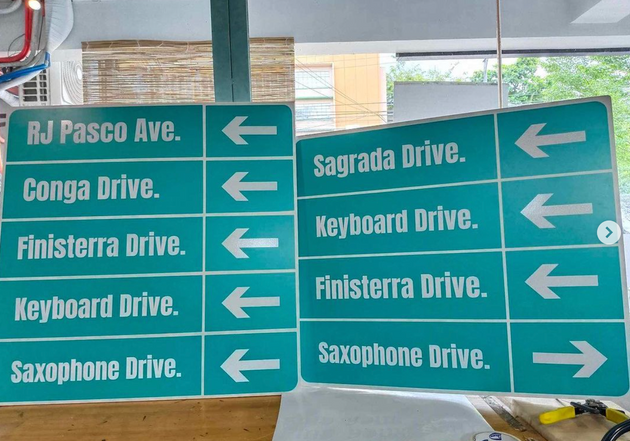 RJ Pasco Ave.
Conga Drive.
Finisterra Drive.
Keyboard Drive.
Saxophone Drive.
Sagrada Drive.
Keyboard Drive.
Finisterra Drive.
Saxophone Drive.